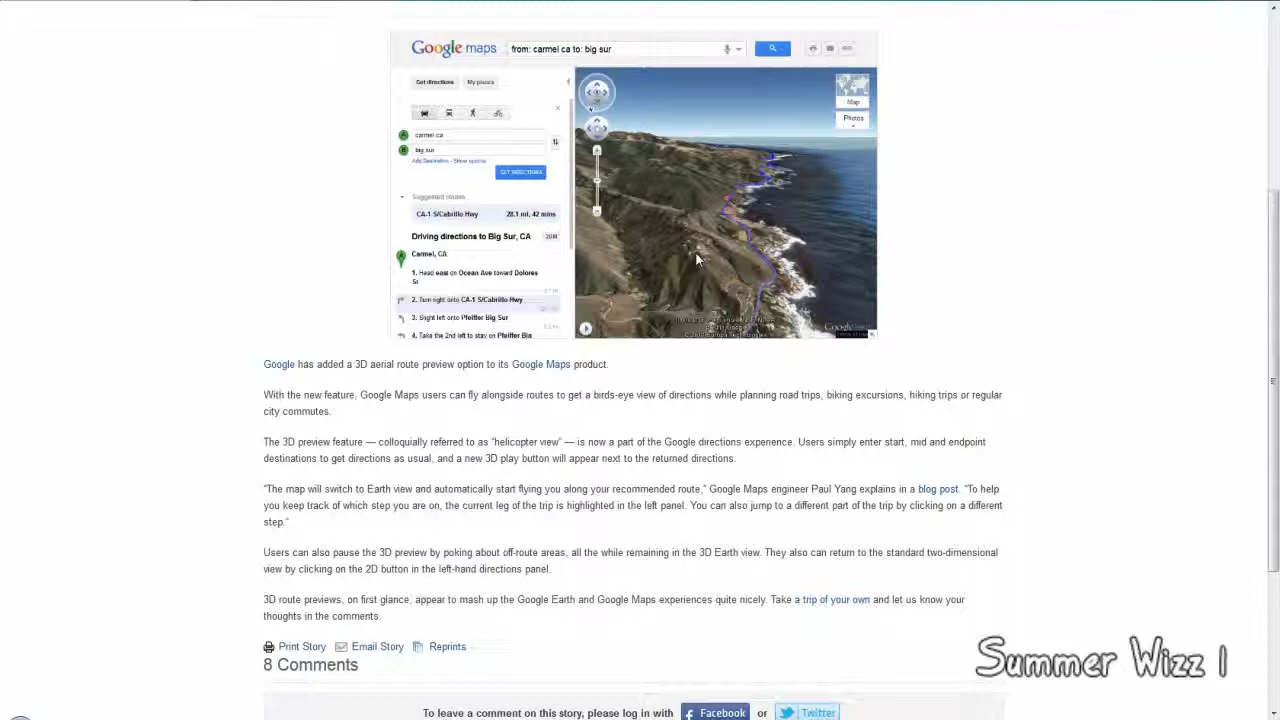 Google maps
from: carmel ca to: big sur
Get directions
My places
Map
Photos
carmel ca
big sur
Add Destination - Show options
GET DIRECTIONS
Suggested routes
CA-1 S/Cabrillo Hwy 28.1 mi, 42 mins
Driving directions to Big Sur, CA
Carmel, CA
1. Head east on Ocean Ave toward Dolores
St
2. Turn right onto CA-1 S/Cabrillo Hwy
3. Slight left onto Pfeiffer Big Sur
4. Take the 2nd left to stay on Pfeiffer Big
Google
Google has added a 3D aerial route preview option to its Google Maps product.
With the new feature, Google Maps users can fly alongside routes to get a birds-eye view of directions while planning road trips, biking excursions, hiking trips or regular
city commutes.
The 3D preview feature — colloquially referred to as “helicopter view” — is now a part of the Google directions experience. Users simply enter start, mid and endpoint
destinations to get directions as usual, and a new 3D play button will appear next to the returned directions.
“The map will switch to Earth view and automatically start flying you along your recommended route,” Google Maps engineer Paul Yang explains in a blog post. “To help
you keep track of which step you are on, the current leg of the trip is highlighted in the left panel. You can also jump to a different part of the trip by clicking on a different
step.”
Users can also pause the 3D preview by poking about off-route areas, all the while remaining in the 3D Earth view. They also can return to the standard two-dimensional
view by clicking on the 2D button in the left-hand directions panel.
3D route previews, on first glance, appear to mash up the Google Earth and Google Maps experiences quite nicely. Take a trip of your own and let us know your
thoughts in the comments.
Print Story Email Story Reprints
8 Comments
Summer Wizz 1
To leave a comment on this story, please log in with Facebook or Twitter